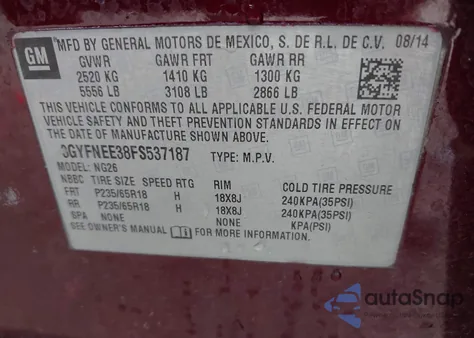 GM
MFD BY GENERAL MOTORS DE MEXICO, S. DE R.L. DE C.V. 08/14
GVWR GAWR FRT GAWR RR
2520 KG 1410 KG 1300 KG
5556 LB 3108 LB 2866 LB
THIS VEHICLE CONFORMS TO ALL APPLICABLE U.S. FEDERAL MOTOR
VEHICLE SAFETY AND THEFT PREVENTION STANDARDS IN EFFECT ON
THE DATE OF MANUFACTURE SHOWN ABOVE.
3GYFNEE38FS537187 TYPE: M.P.V.
MODEL: NG26
NBBC TIRE SIZE SPEED RTG RIM COLD TIRE PRESSURE
FRT P235/65R18 H 18X8J 240KPA(35PSI)
RR P235/65R18 H 18X8J 240KPA(35PSI)
SPA NONE NONE KPA(PSI)
SEE OWNER'S MANUAL FOR MORE INFORMATION.
autoSnap